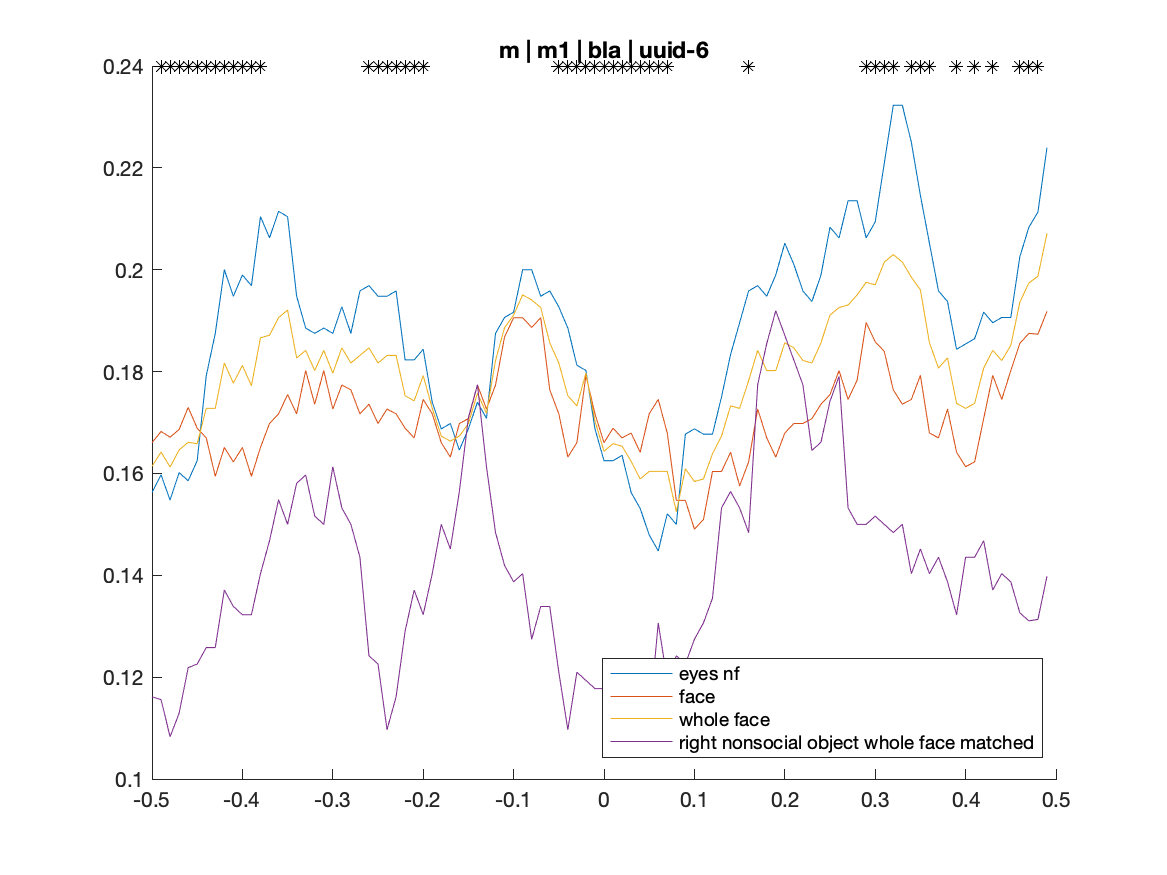 m | m1 | bla | uuid-6
0.24
0.22
0.2
0.18
0.16
0.14
0.12
0.1
-0.5 -0.4 -0.3 -0.2 -0.1 0 0.1 0.2 0.3 0.4 0.5
eyes nf
face
whole face
right nonsocial object whole face matched